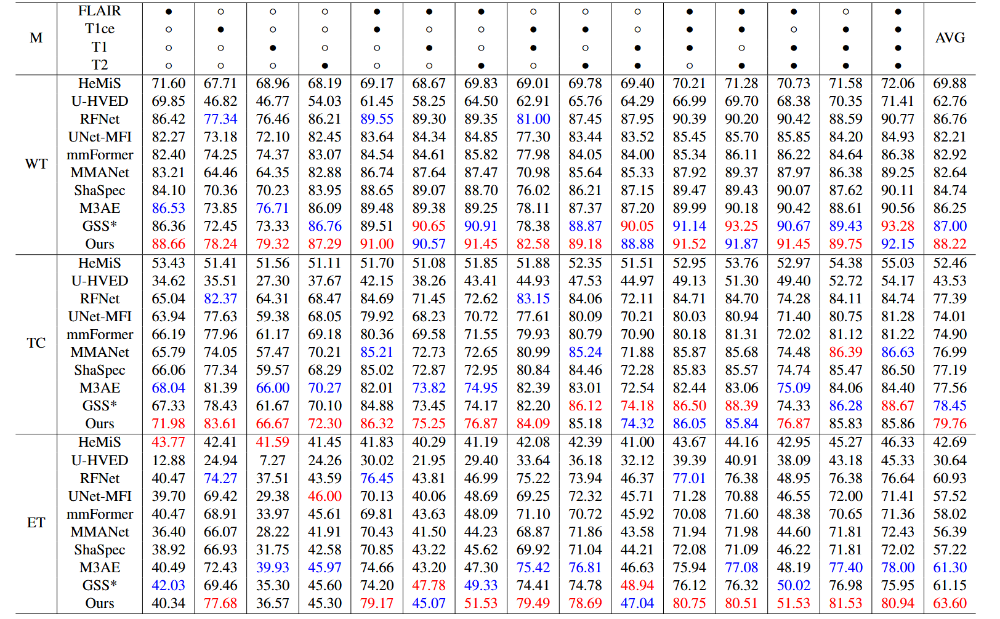 FLAIR ● ○ ○ ○ ● ● ● ○ ○ ○ ● ● ● ○ ●
T1ce ○ ● ○ ○ ● ○ ○ ● ● ○ ● ● ○ ● ●
M AVG
T1 ○ ○ ● ○ ○ ● ○ ● ○ ● ● ○ ● ● ●
T2 ○ ○ ○ ● ○ ○ ● ○ ● ● ○ ● ● ● ●
HeMiS 71.60 67.71 68.96 68.19 69.17 68.67 69.83 69.01 69.78 69.40 70.21 71.28 70.73 71.58 72.06 69.88
U-HVED 69.85 46.82 46.77 54.03 61.45 58.25 64.50 62.91 65.76 64.29 66.99 69.70 68.38 70.35 71.41 62.76
RFNet 86.42 77.34 76.46 86.21 89.55 89.30 89.35 81.00 87.45 87.95 90.39 90.20 90.42 88.59 90.77 86.76
UNet-MFI 82.27 73.18 72.10 82.45 83.64 84.34 84.85 77.30 83.44 83.52 85.45 85.70 85.85 84.20 84.93 82.21
mmFormer 82.40 74.25 74.37 83.07 84.54 84.61 85.82 77.98 84.05 84.00 85.34 86.11 86.22 84.64 86.38 82.92
WT
MMANet 83.21 64.46 64.35 82.88 86.74 87.64 87.47 70.98 85.64 85.33 87.92 89.37 87.97 86.38 89.25 82.64
ShaSpec 84.10 70.36 70.23 83.95 88.65 89.07 88.70 76.02 86.21 87.15 89.47 89.43 90.07 87.62 90.11 84.74
M3AE 86.53 73.85 76.71 86.09 89.48 89.38 89.25 78.11 87.37 87.20 89.99 90.18 90.42 88.61 90.56 86.25
GSS* 86.36 72.45 73.33 86.76 89.51 90.65 90.91 78.38 88.87 90.05 91.14 93.25 90.67 89.43 93.28 87.00
Ours 88.66 78.24 79.32 87.29 91.00 90.57 91.45 82.58 89.18 88.88 91.52 91.87 91.45 89.75 92.15 88.22
HeMiS 53.43 51.41 51.56 51.11 51.70 51.08 51.85 51.88 52.35 51.51 52.95 53.76 52.97 54.38 55.03 52.46
U-HVED 34.62 35.51 27.30 37.67 42.15 38.26 43.41 44.93 47.53 44.97 49.13 51.30 49.40 52.72 54.17 43.53
RFNet 65.04 82.37 64.31 68.47 84.69 71.45 72.62 83.15 84.06 72.11 84.71 84.70 74.28 84.11 84.74 77.39
UNet-MFI 63.94 77.63 59.38 68.05 79.92 68.23 70.72 77.61 80.09 70.21 80.03 80.94 71.40 80.75 81.28 74.01
mmFormer 66.19 77.96 61.17 69.18 80.36 69.58 71.55 79.93 80.79 70.90 80.18 81.31 72.02 81.12 81.22 74.90
TC
MMANet 65.79 74.05 57.47 70.21 85.21 72.73 72.65 80.99 85.24 71.88 85.87 85.68 74.48 86.39 86.63 76.99
ShaSpec 66.06 77.34 59.57 68.29 85.02 72.87 72.95 80.84 84.46 72.28 85.83 85.57 74.74 85.47 86.50 77.19
M3AE 68.04 81.39 66.00 70.27 82.01 73.82 74.95 82.39 83.01 72.54 82.44 83.06 75.09 84.06 84.40 77.56
GSS* 67.33 78.43 61.67 70.10 84.88 73.45 74.17 82.20 86.12 74.18 86.50 88.39 74.33 86.28 88.67 78.45
Ours 71.98 83.61 66.67 72.30 86.32 75.25 76.87 84.09 85.18 74.32 86.05 85.84 76.87 85.83 85.86 79.76
HeMiS 43.77 42.41 41.59 41.45 41.83 40.29 41.19 42.08 42.39 41.00 43.67 44.16 42.95 45.27 46.33 42.69
U-HVED 12.88 24.94 7.27 24.26 30.02 21.95 29.40 33.64 36.18 32.12 39.39 40.91 38.09 43.18 45.33 30.64
RFNet 40.47 74.27 37.51 43.59 76.45 43.81 46.99 75.22 73.94 46.37 77.01 76.38 48.95 76.38 76.64 60.93
UNet-MFI 39.70 69.42 29.38 46.00 70.13 40.06 48.69 69.25 72.32 45.71 71.28 70.88 46.55 72.00 71.41 57.52
mmFormer 40.47 68.91 33.97 45.61 69.81 43.63 48.09 71.10 70.72 45.92 70.08 71.60 48.38 70.65 71.36 58.02
ET
MMANet 36.40 66.07 28.22 41.91 70.43 41.50 44.23 68.87 71.86 43.58 71.94 71.98 44.60 71.81 72.43 56.39
ShaSpec 38.92 66.93 31.75 42.58 70.85 43.22 45.62 69.92 71.04 44.21 72.08 71.09 46.22 71.81 72.02 57.22
M3AE 40.49 72.43 39.93 45.97 74.66 43.20 47.30 75.42 76.81 46.63 75.94 77.08 48.19 77.40 78.00 61.30
GSS* 42.03 69.46 35.30 45.60 74.20 47.78 49.33 74.41 74.78 48.94 76.12 76.32 50.02 76.98 75.95 61.15
Ours 40.34 77.68 36.57 45.30 79.17 45.07 51.53 79.49 78.69 47.04 80.75 80.51 51.53 81.53 80.94 63.60